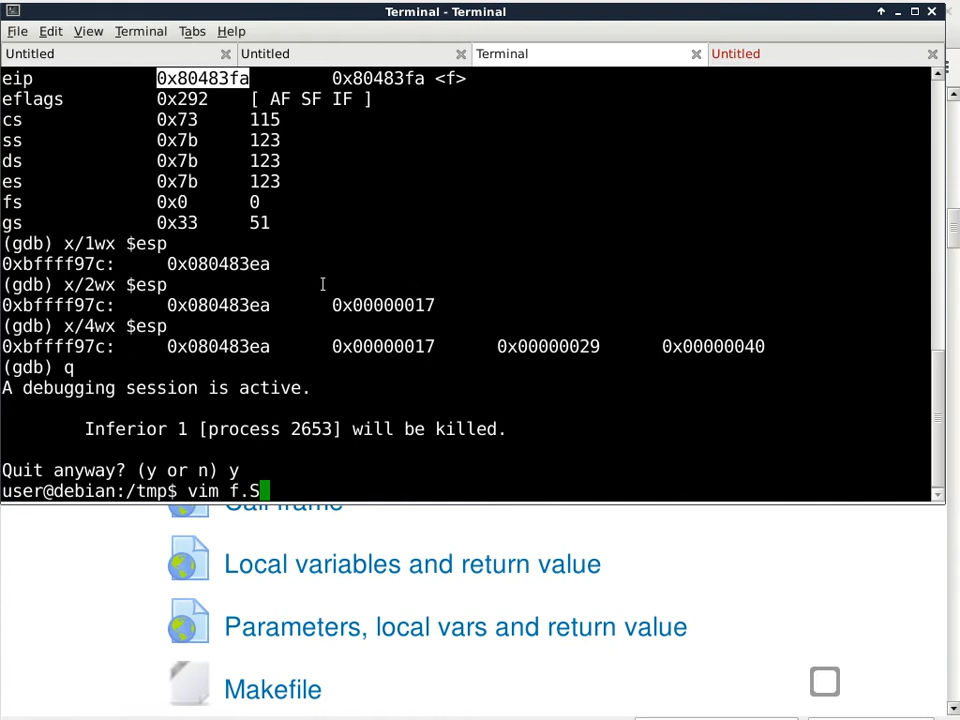 Terminal - Terminal
File Edit View Terminal Tabs Help
Untitled Untitled Terminal Untitled
eip 0x80483fa 0x80483fa <f>
eflags 0x292 [ AF SF IF ]
cs 0x73 115
ss 0x7b 123
ds 0x7b 123
es 0x7b 123
fs 0x0 0
gs 0x33 51
(gdb) x/1wx $esp
0xbffff97c: 0x080483ea
(gdb) x/2wx $esp
0xbffff97c: 0x080483ea 0x00000017
(gdb) x/4wx $esp
0xbffff97c: 0x080483ea 0x00000017 0x00000029 0x00000040
(gdb) q
A debugging session is active.
Inferior 1 [process 2653] will be killed.
Quit anyway? (y or n) y
user@debian:/tmp$ vim f.S
Call frame
Local variables and return value
Parameters, local vars and return value
Makefile